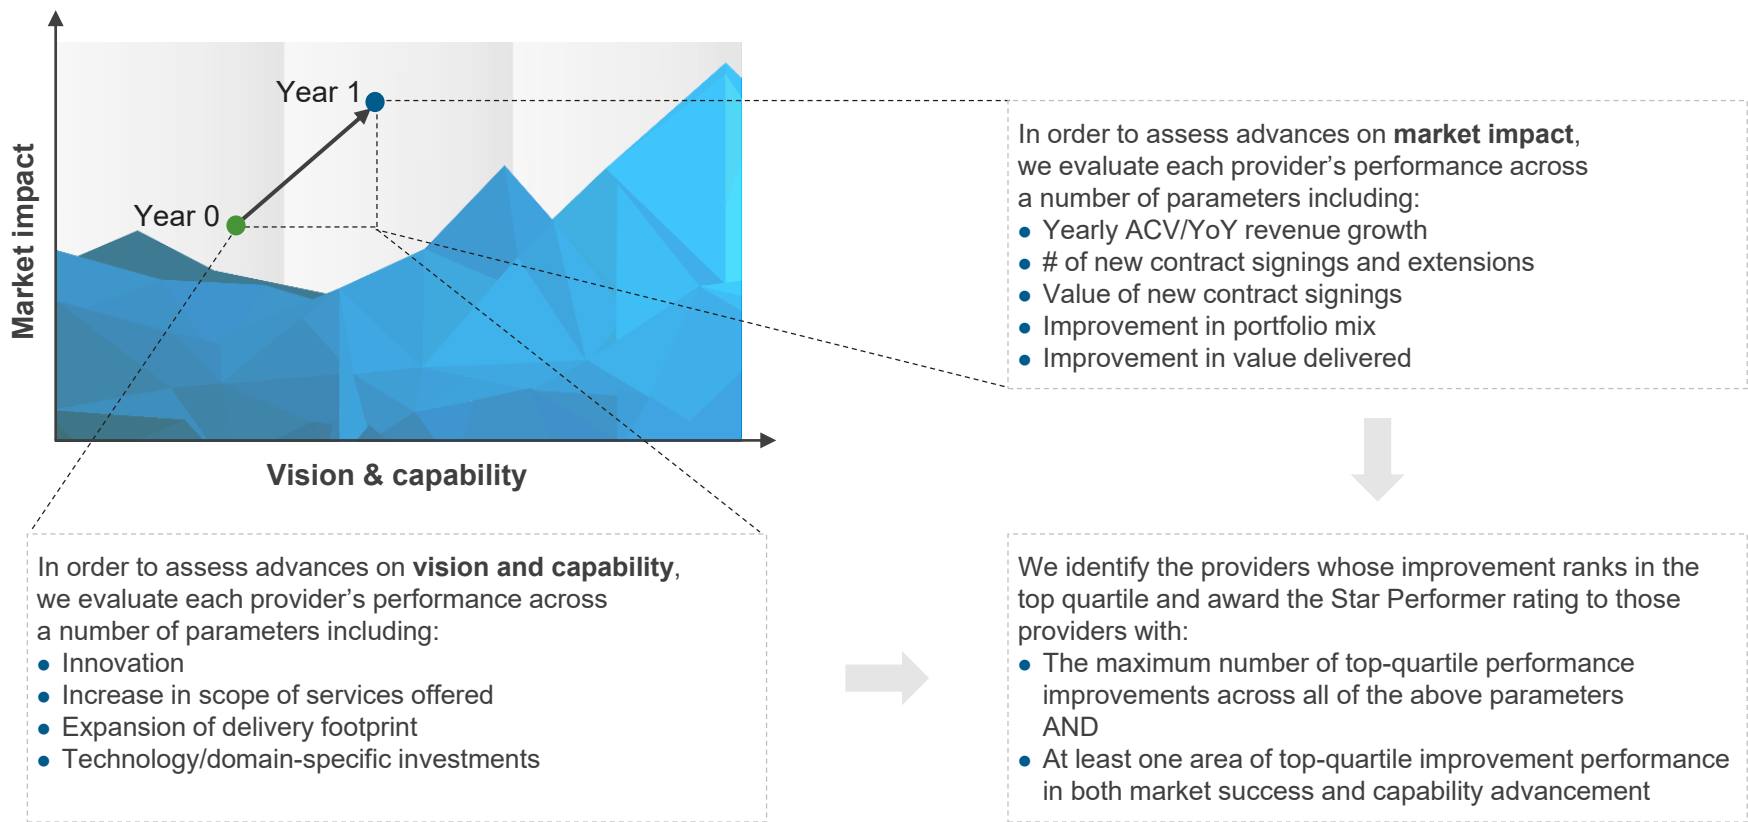 Year 1
Year 0
Market impact
Vision & capability
In order to assess advances on market impact,
we evaluate each provider’s performance across
a number of parameters including:
● Yearly ACV/YoY revenue growth
● # of new contract signings and extensions
● Value of new contract signings
● Improvement in portfolio mix
● Improvement in value delivered
In order to assess advances on vision and capability,
we evaluate each provider’s performance across
a number of parameters including:
● Innovation
● Increase in scope of services offered
● Expansion of delivery footprint
● Technology/domain-specific investments
We identify the providers whose improvement ranks in the
top quartile and award the Star Performer rating to those
providers with:
● The maximum number of top-quartile performance
improvements across all of the above parameters
AND
● At least one area of top-quartile improvement performance
in both market success and capability advancement